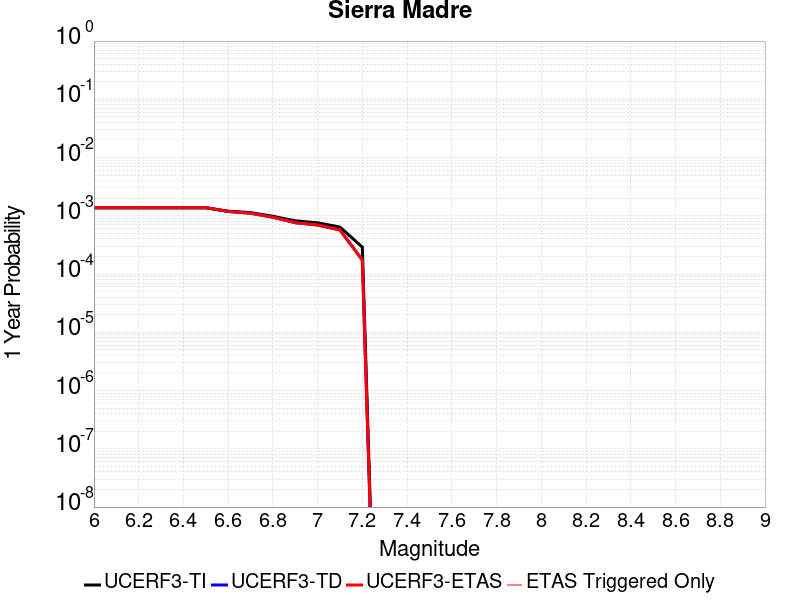 Sierra Madre
10^0
10^-1
10^-2
10^-3
10^-4
10^-5
10^-6
10^-7
10^-8
1 Year Probability
6 6.2 6.4 6.6 6.8 7 7.2 7.4 7.6 7.8 8 8.2 8.4 8.6 8.8 9
Magnitude
UCERF3-TI UCERF3-TD UCERF3-ETAS ETAS Triggered Only